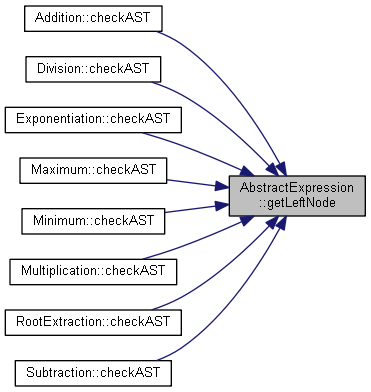 Addition::checkAST
Division::checkAST
Exponentiation::checkAST
Maximum::checkAST
AbstractExpression
::getLeftNode
Minimum::checkAST
Multiplication::checkAST
RootExtraction::checkAST
Subtraction::checkAST